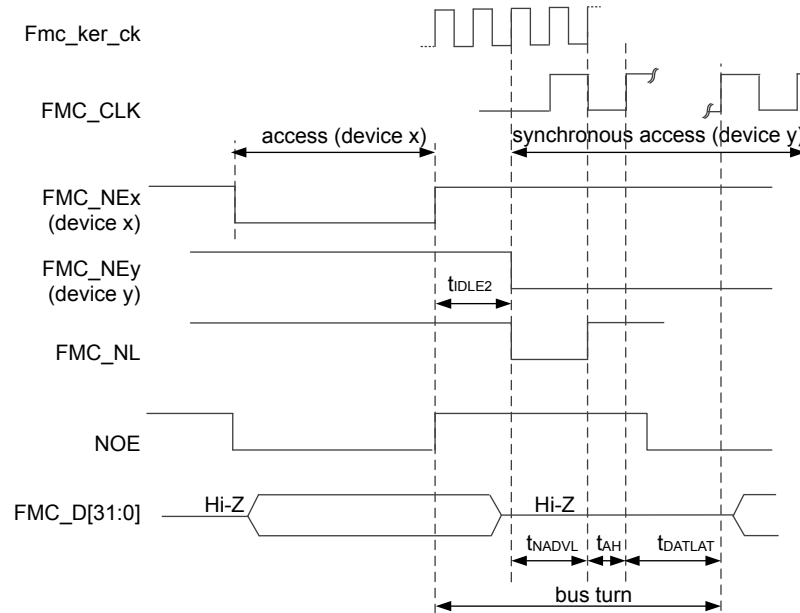 Fmc_ker_ck
FMC_CLK
access (device x)
synchronous access (device y)
FMC_NEx
(device x)
FMC_NEy
(device y)
tIDLE2
FMC_NL
NOE
FMC_D[31:0]
Hi-Z
Hi-Z
tNADVL
tAH
tDATLAT
bus turn